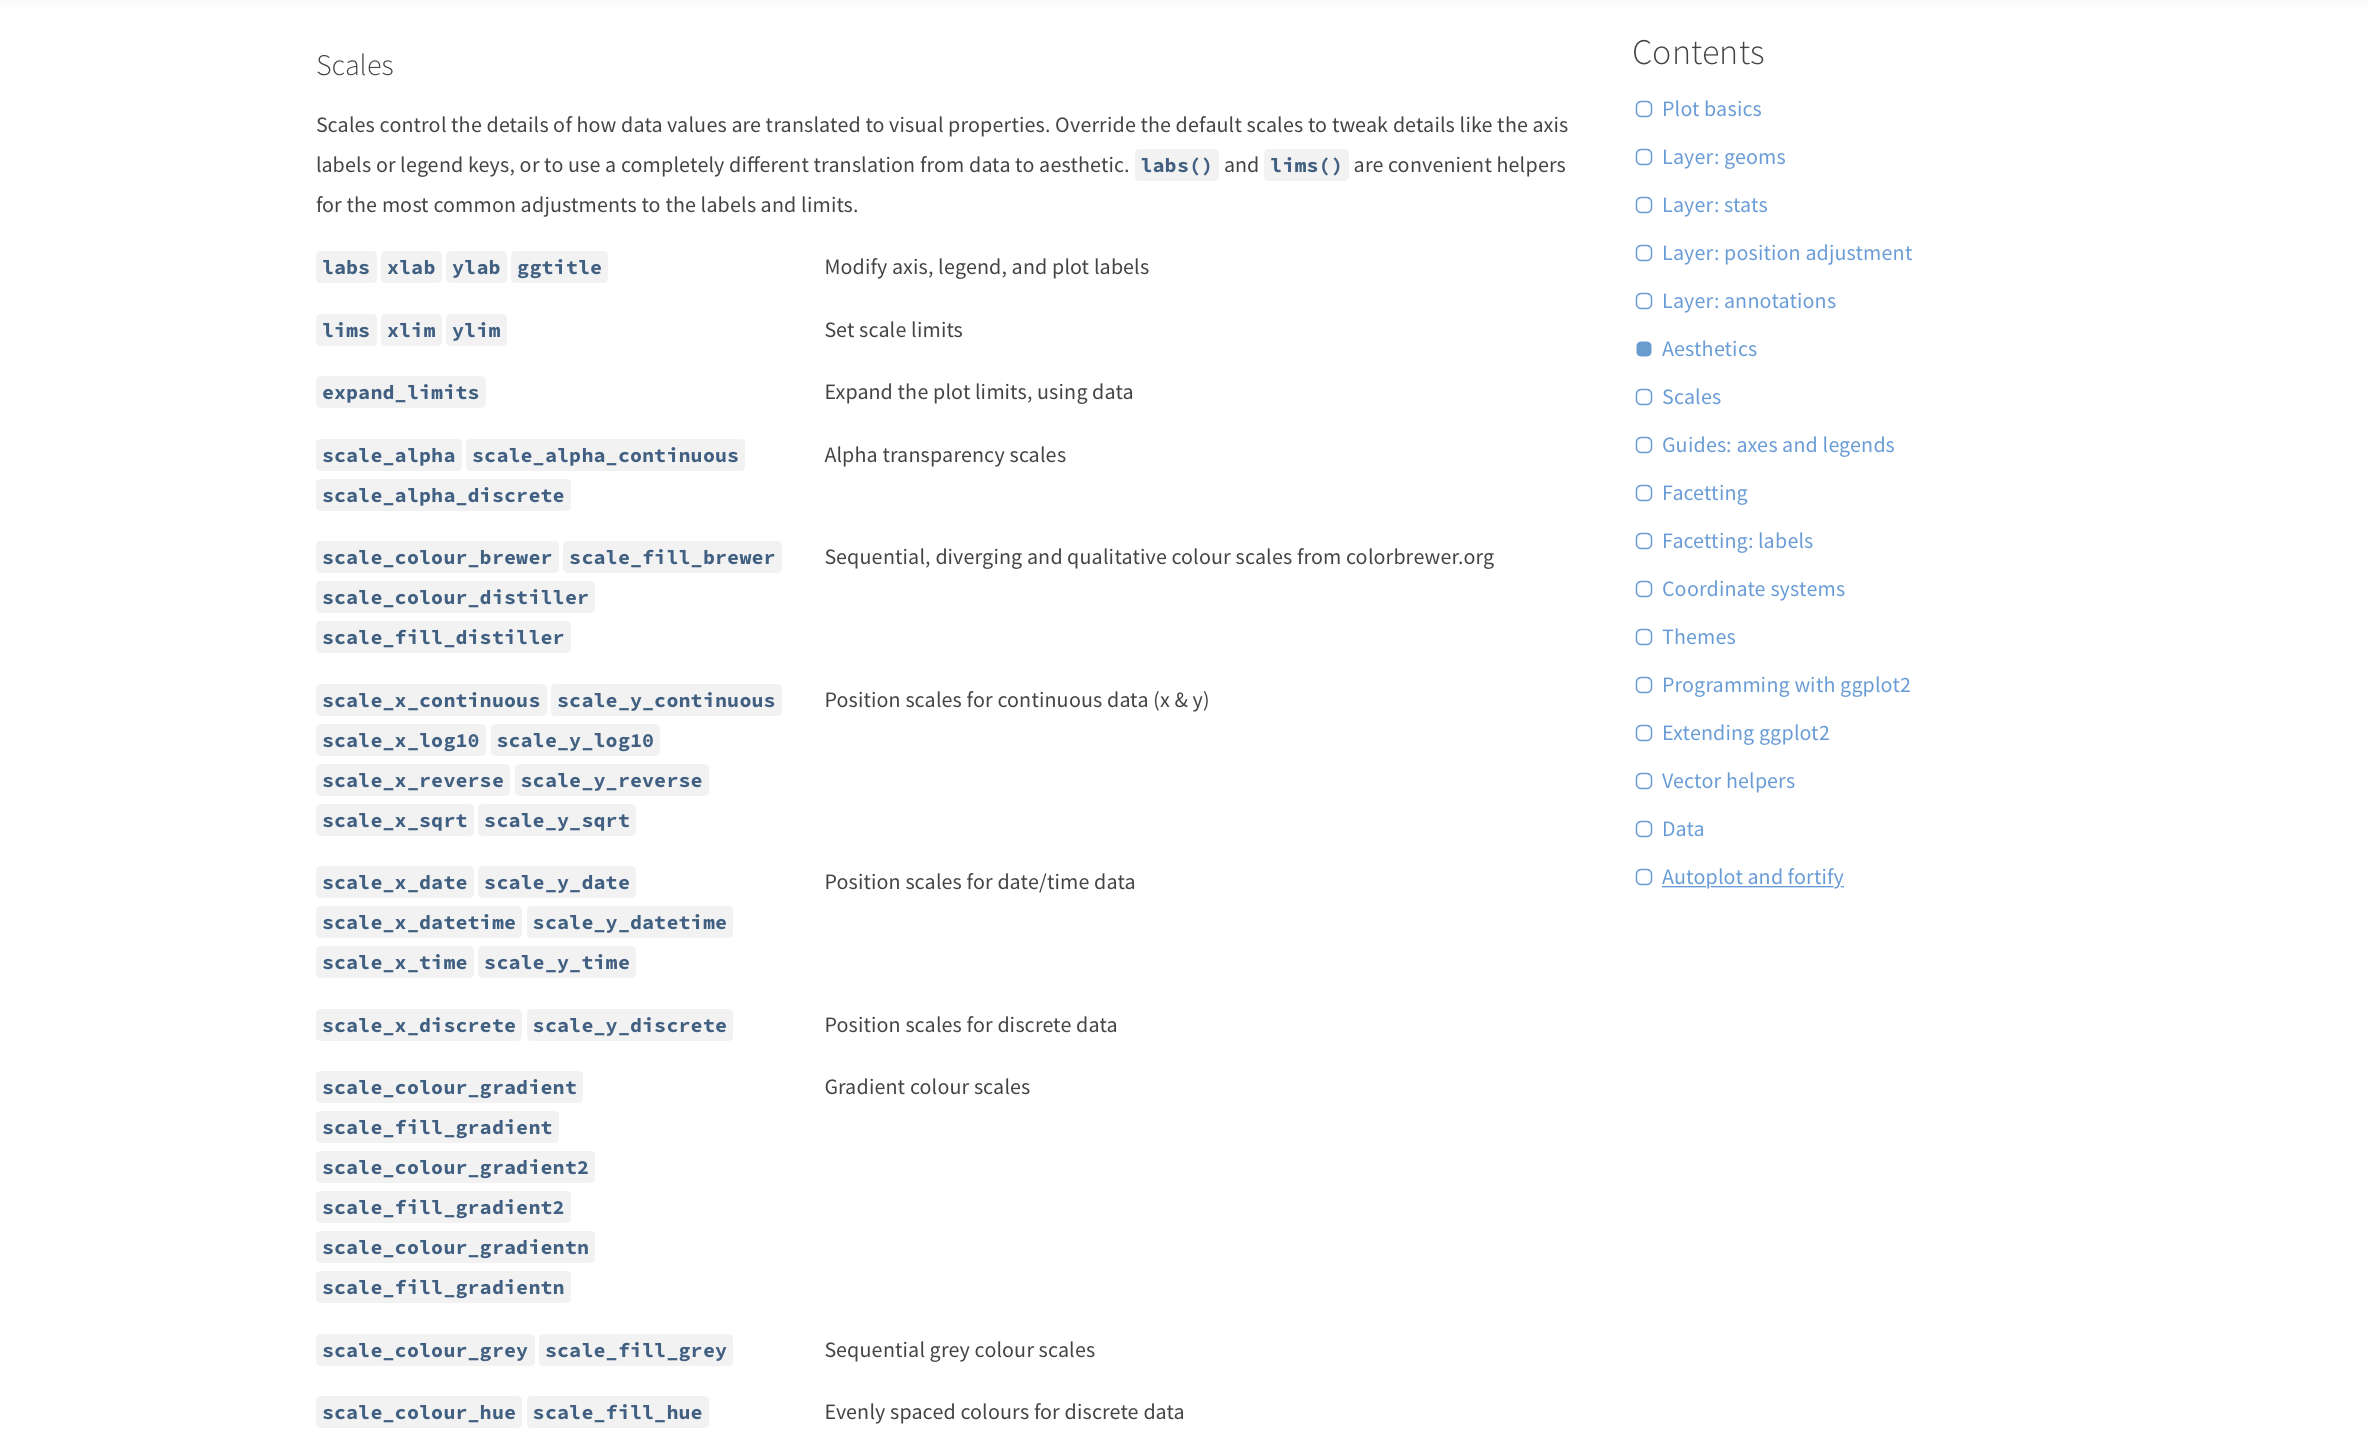 Scales
Scales control the details of how data values are translated to visual properties. Override the default scales to tweak details like the axis
labels or legend keys, or to use a completely different translation from data to aesthetic. labs() and lims() are convenient helpers
for the most common adjustments to the labels and limits.
labs xlab ylab ggtitle Modify axis, legend, and plot labels
lims xlim ylim Set scale limits
expand_limits Expand the plot limits, using data
scale_alpha scale_alpha_continuous Alpha transparency scales
scale_alpha_discrete
scale_colour_brewer scale_fill_brewer Sequential, diverging and qualitative colour scales from colorbrewer.org
scale_colour_distiller
scale_fill_distiller
scale_x_continuous scale_y_continuous Position scales for continuous data (x & y)
scale_x_log10 scale_y_log10
scale_x_reverse scale_y_reverse
scale_x_sqrt scale_y_sqrt
scale_x_date scale_y_date Position scales for date/time data
scale_x_datetime scale_y_datetime
scale_x_time scale_y_time
scale_x_discrete scale_y_discrete Position scales for discrete data
scale_colour_gradient Gradient colour scales
scale_fill_gradient
scale_colour_gradient2
scale_fill_gradient2
scale_colour_gradientn
scale_fill_gradientn
scale_colour_grey scale_fill_grey Sequential grey colour scales
scale_colour_hue scale_fill_hue Evenly spaced colours for discrete data
Contents
Plot basics
Layer: geoms
Layer: stats
Layer: position adjustment
Layer: annotations
Aesthetics
Scales
Guides: axes and legends
Facetting
Facetting: labels
Coordinate systems
Themes
Programming with ggplot2
Extending ggplot2
Vector helpers
Data
Autoplot and fortify